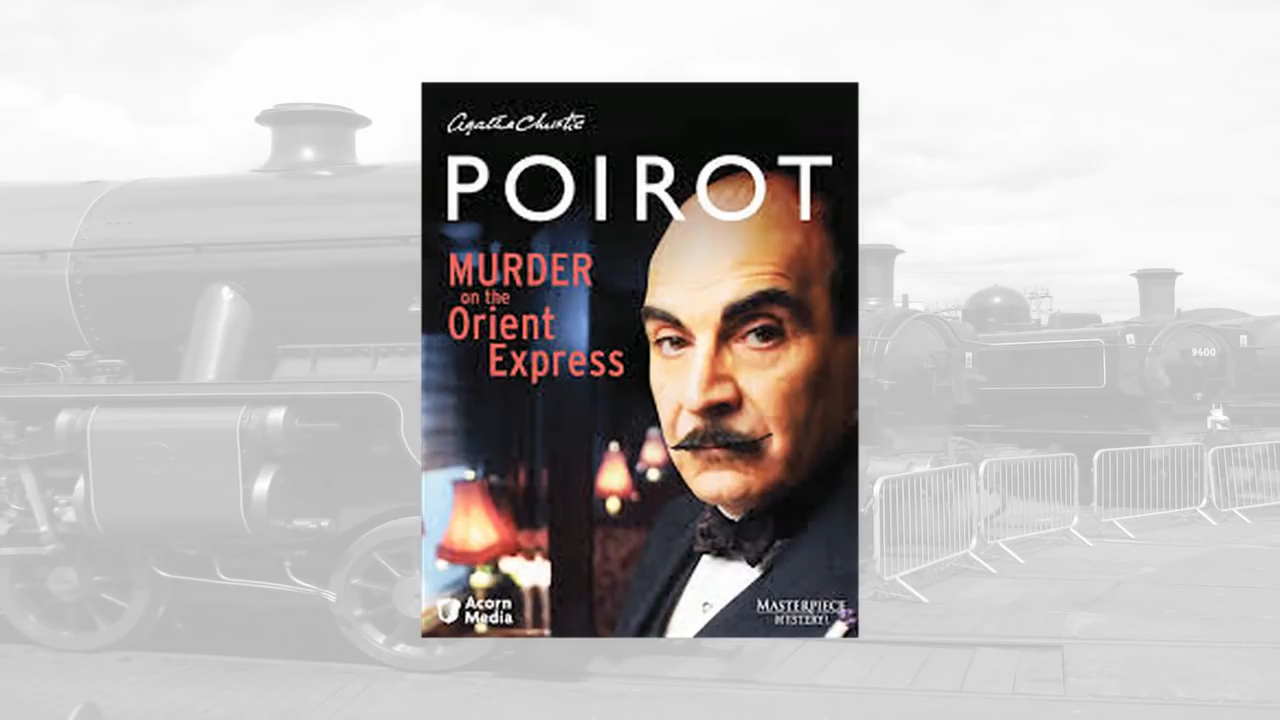 Agatha Christie
POIROT
MURDER
on the
Orient
Express
Acorn
Media
MASTERPIECE
MYSTERY!
9600